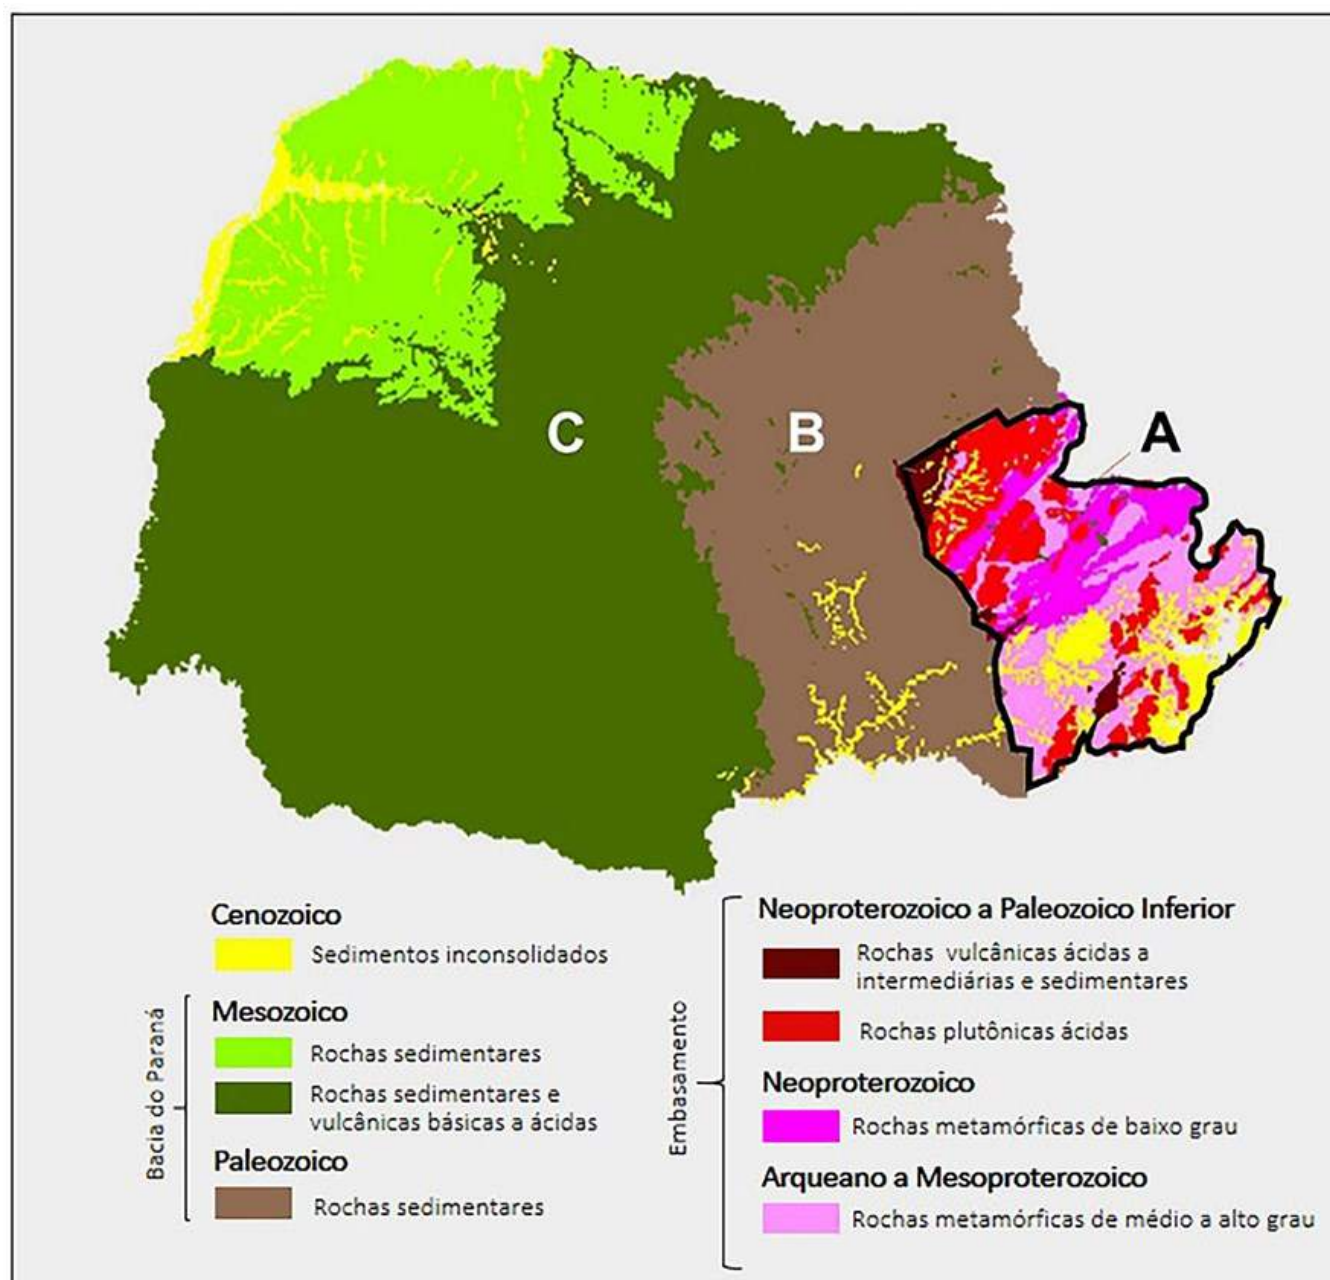 A
B
C
Cenozoico
Sedimentos inconsolidados
Bacia do Paraná
Mesozoico
Rochas sedimentares
Rochas sedimentares e
vulcânicas básicas a ácidas
Paleozoico
Rochas sedimentares
Embasamento
Neoproterozoico a Paleozoico Inferior
Rochas vulcânicas ácidas a
intermediárias e sedimentares
Rochas plutônicas ácidas
Neoproterozoico
Rochas metamórficas de baixo grau
Arqueano a Mesoproterozoico
Rochas metamórficas de médio a alto grau